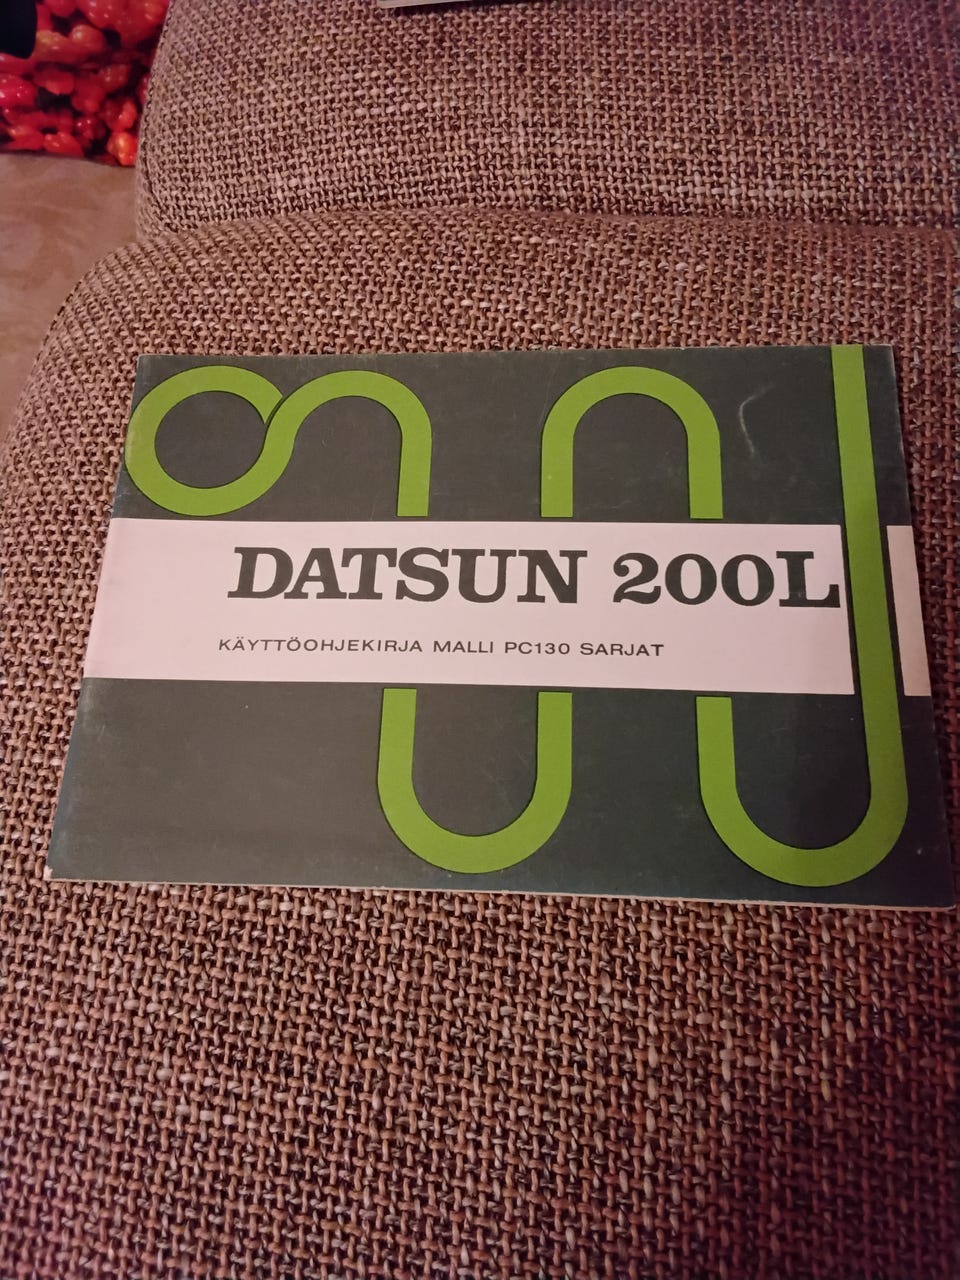 DATSUN 200L
KÄYTTÖOHJEKIRJA MALLI PC130 SARJAT